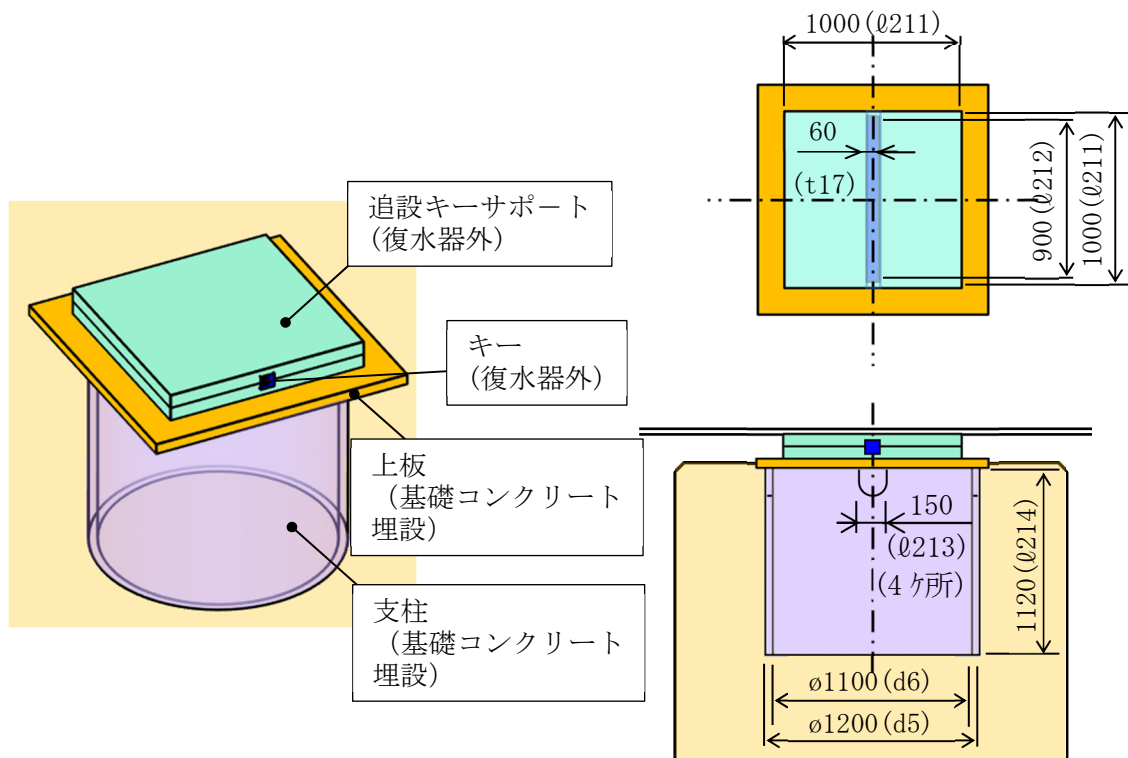 追設キーサポート
(復水器外)
キー
(復水器外)
上板
(基礎コンクリート
埋設)
支柱
(基礎コンクリート
埋設)
1000(ℓ211)
60
(t17)
900(ℓ212)
1000(ℓ211)
150
(ℓ213)
(4ケ所)
1120(ℓ214)
ø1100(d6)
ø1200(d5)